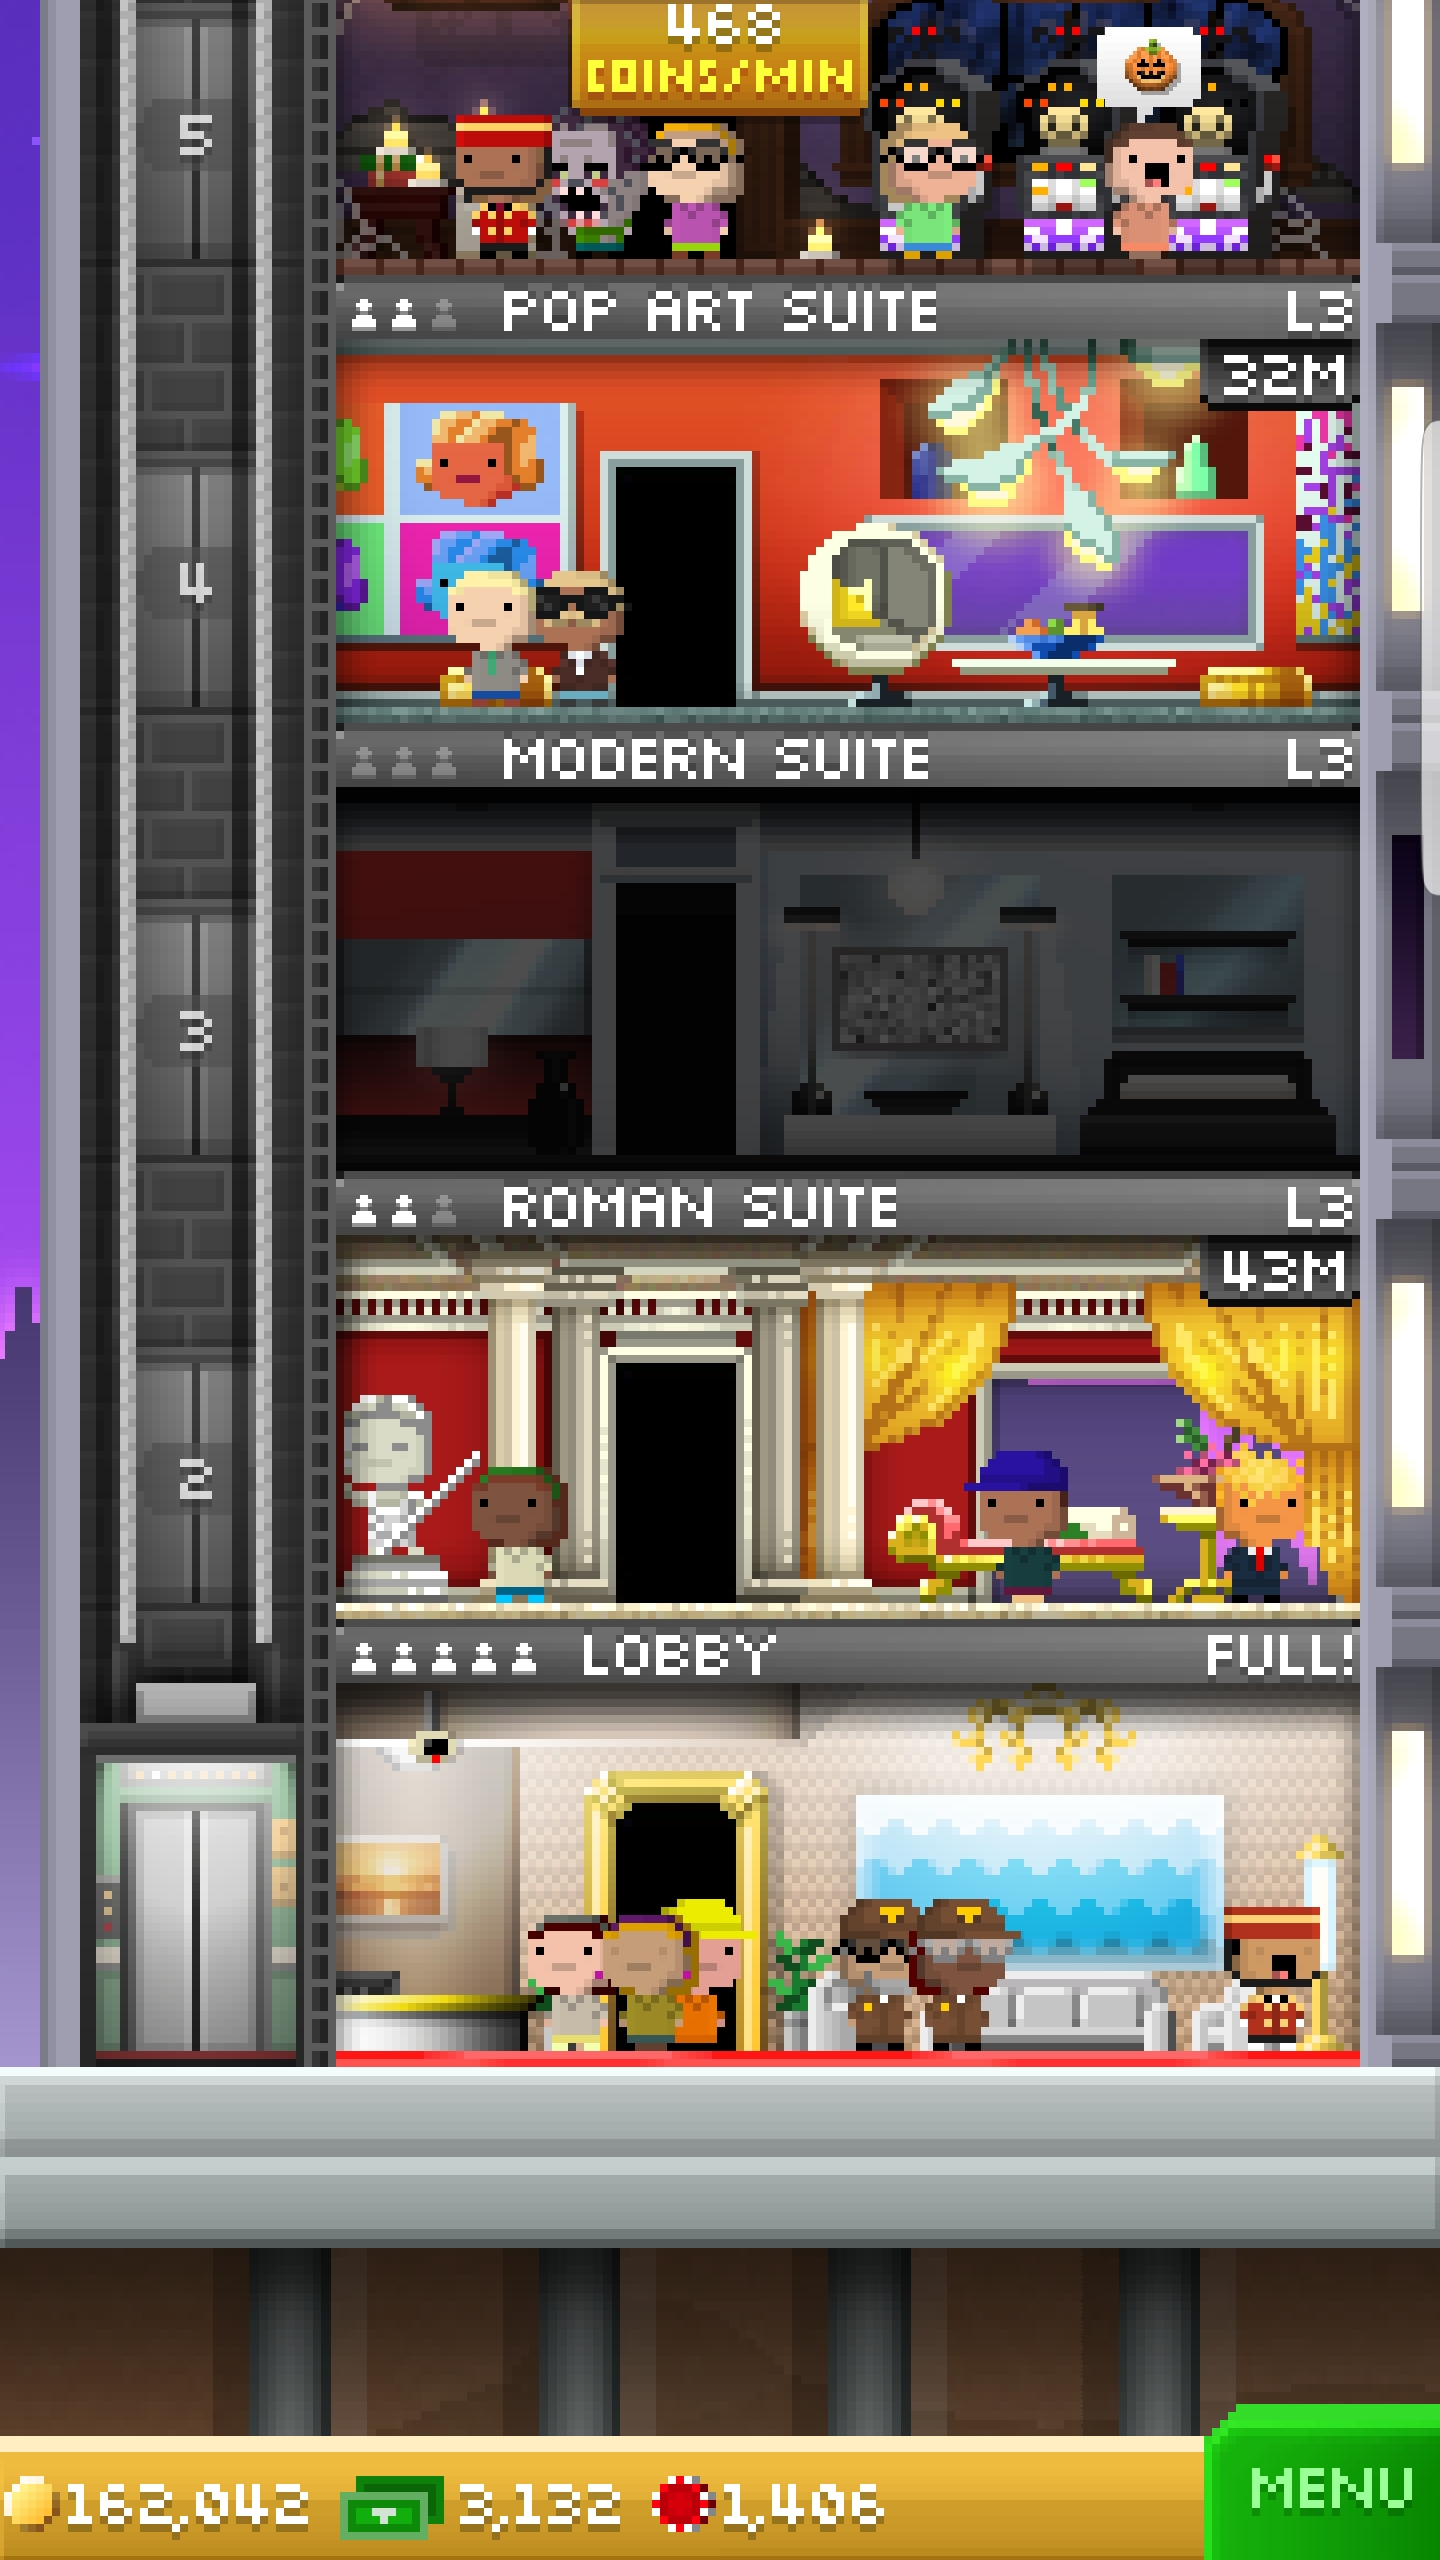 468
COINS/MIN
5
POP ART SUITE L3
32M
4
MODERN SUITE L3
3
ROMAN SUITE L3
43M
2
LOBBY FULL!
162,042 3,132 1,406 MENU